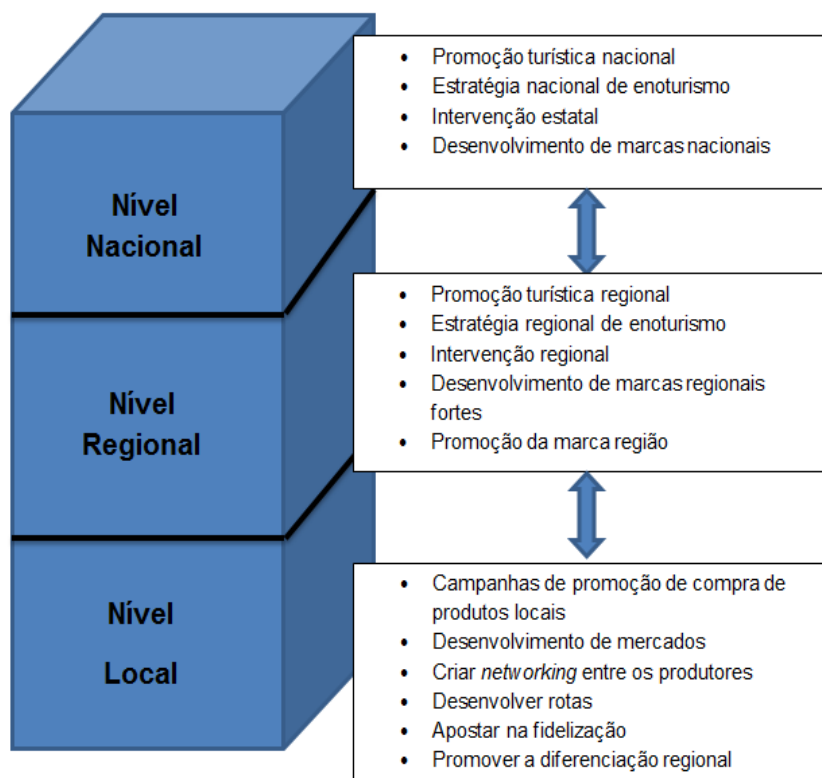 Nível
Nacional
• Promoção turística nacional
• Estratégia nacional de enoturismo
• Intervenção estatal
• Desenvolvimento de marcas nacionais
Nível
Regional
• Promoção turística regional
• Estratégia regional de enoturismo
• Intervenção regional
• Desenvolvimento de marcas regionais
fortes
• Promoção da marca região
Nível
Local
• Campanhas de promoção de compra de
produtos locais
• Desenvolvimento de mercados
• Criar networking entre os produtores
• Desenvolver rotas
• Apostar na fidelização
• Promover a diferenciação regional